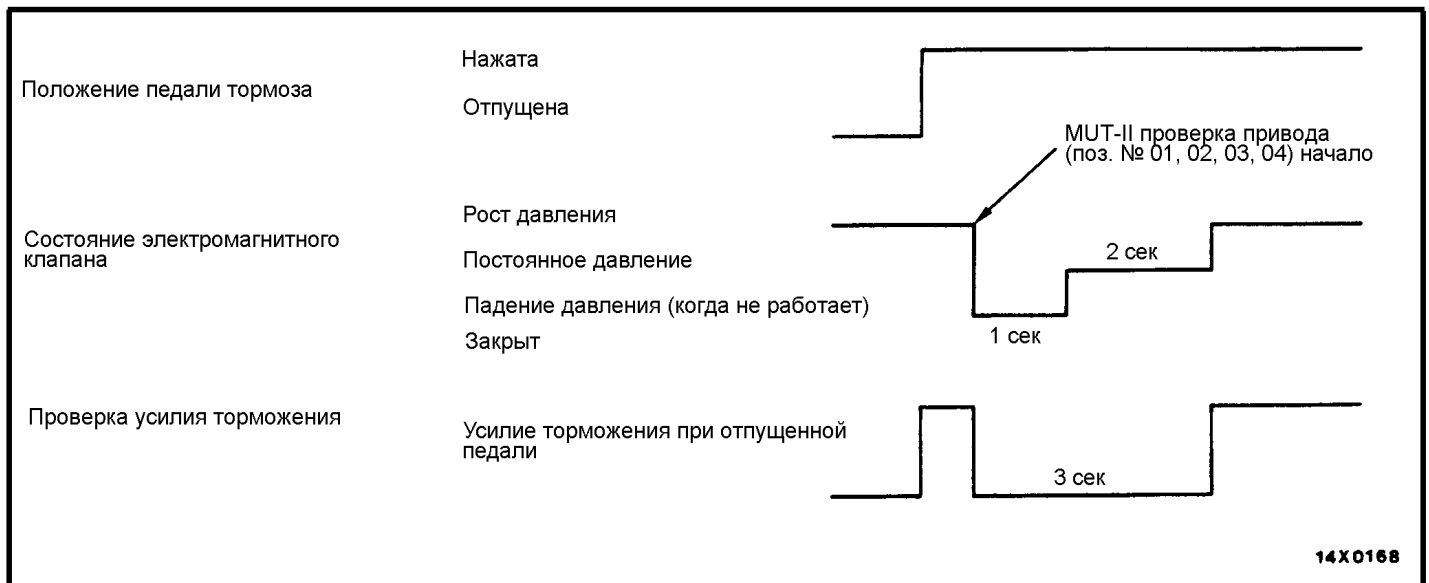 Положение педали тормоза
Нажата
Отпущена
MUT-II проверка привода
(поз. № 01, 02, 03, 04) начало
Состояние электромагнитного
клапана
Рост давления
Постоянное давление
Падение давления (когда не работает)
Закрыт
2 сек
1 сек
Проверка усилия торможения
Усилие торможения при отпущенной
педали
3 сек
14X0168